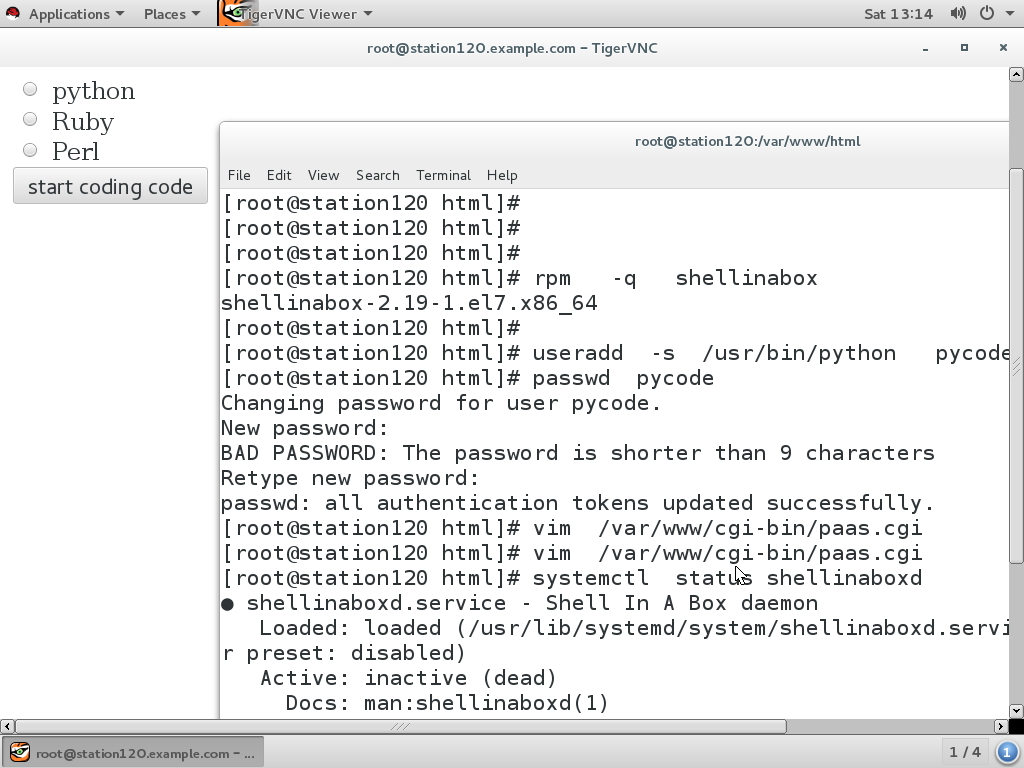 Applications Places TigerVNC Viewer Sat 13:14
root@station120.example.com - TigerVNC
python
Ruby
Perl
start coding code
root@station120:/var/www/html
File Edit View Search Terminal Help
[root@station120 html]#
[root@station120 html]#
[root@station120 html]#
[root@station120 html]# rpm -q shellinabox
shellinabox-2.19-1.el7.x86_64
[root@station120 html]#
[root@station120 html]# useradd -s /usr/bin/python pycode
[root@station120 html]# passwd pycode
Changing password for user pycode.
New password:
BAD PASSWORD: The password is shorter than 9 characters
Retype new password:
passwd: all authentication tokens updated successfully.
[root@station120 html]# vim /var/www/cgi-bin/paas.cgi
[root@station120 html]# vim /var/www/cgi-bin/paas.cgi
[root@station120 html]# systemctl status shellinaboxd
● shellinaboxd.service - Shell In A Box daemon
Loaded: loaded (/usr/lib/systemd/system/shellinaboxd.servi
r preset: disabled)
Active: inactive (dead)
Docs: man:shellinaboxd(1)
root@station120.example.com - ... 1 / 4 1